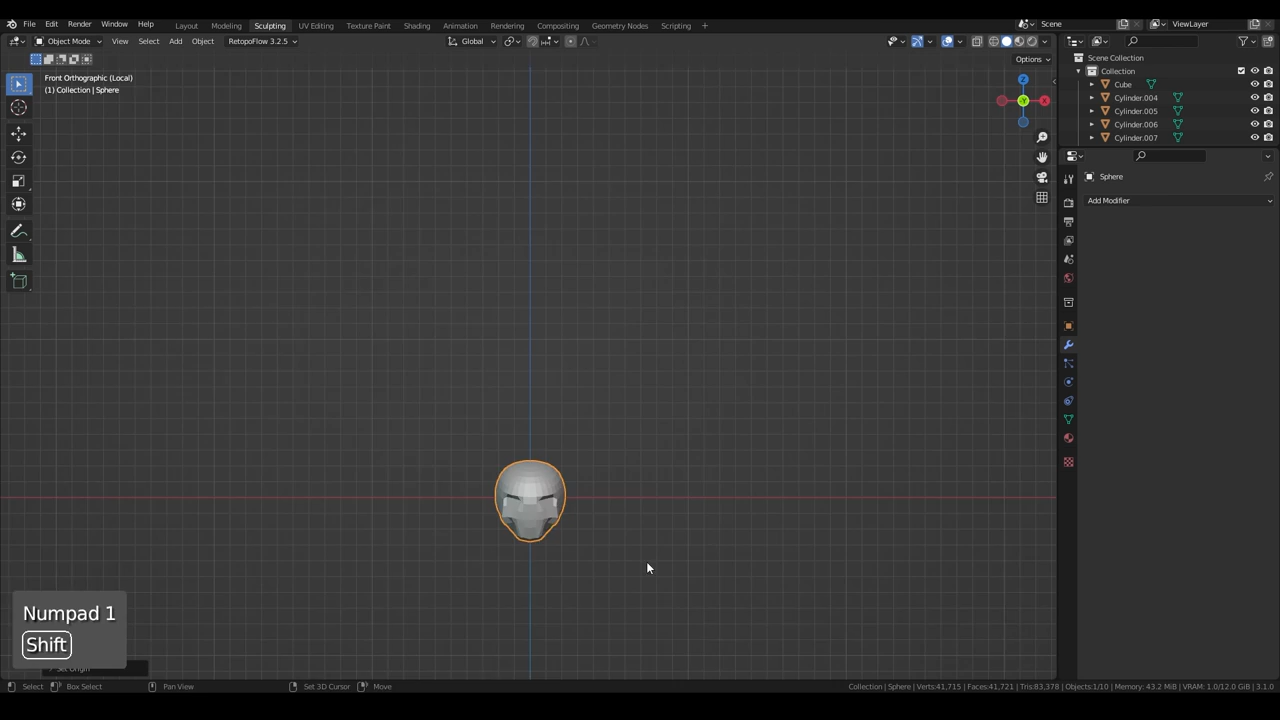 File Edit Render Window Help Layout Modeling Sculpting UV Editing Texture Paint Shading Animation Rendering Compositing Geometry Nodes Scripting + Scene ViewLayer
Object Mode View Select Add Object RetopoFlow 3.2.5 Global
Options
Front Orthographic (Local)
(1) Collection | Sphere
Z
Y
X
Scene Collection
Collection
Cube
Cylinder.004
Cylinder.005
Cylinder.006
Cylinder.007
Sphere
Add Modifier
Numpad 1
Shift
Set Origin
Select Box Select Pan View Set 3D Cursor Move Collection | Sphere | Verts:41,715 | Faces:41,721 | Tris:83,378 | Objects:1/10 | Memory: 43.2 MiB | VRAM: 1.0/12.0 GiB | 3.1.0